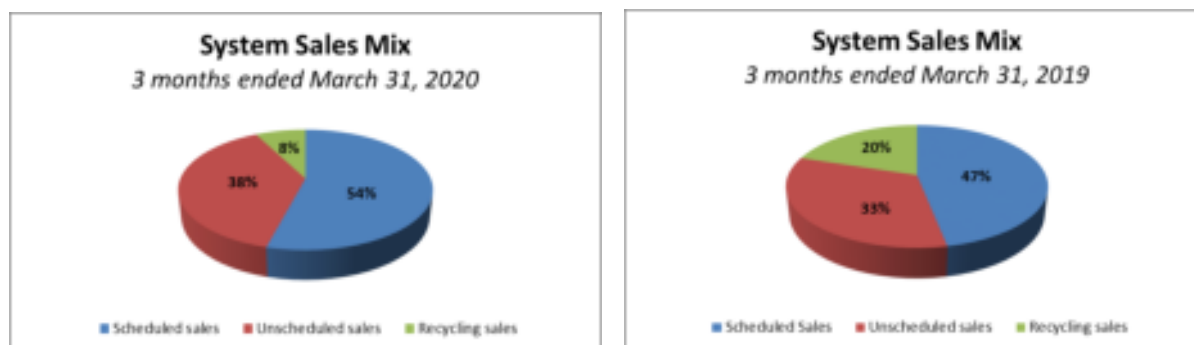 System Sales Mix
3 months ended March 31, 2020
8%
38%
54%
Scheduled sales Unscheduled sales Recycling sales
System Sales Mix
3 months ended March 31, 2019
20%
47%
33%
Scheduled Sales Unscheduled sales Recycling sales